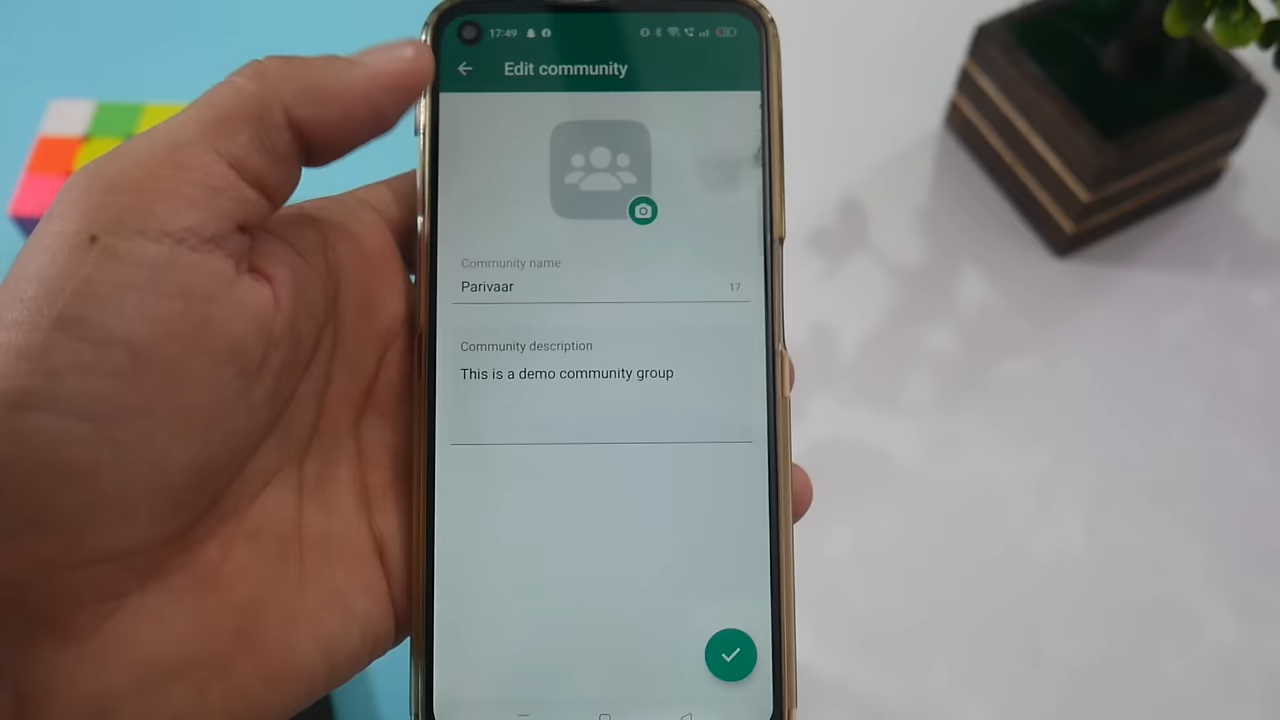 17:49
Edit community
Community name
Parivaar
17
Community description
This is a demo community group